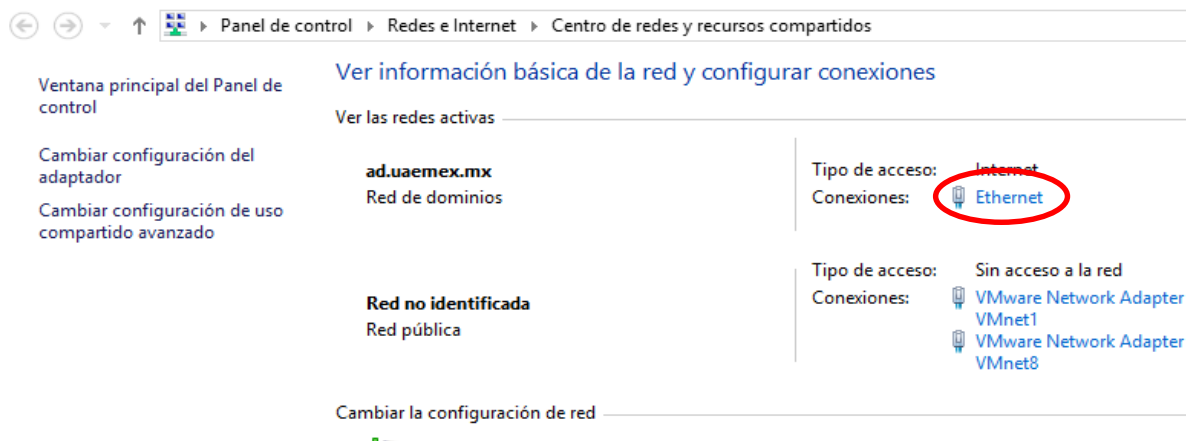 Panel de control ▸ Redes e Internet ▸ Centro de redes y recursos compartidos
Ventana principal del Panel de
control
Cambiar configuración del
adaptador
Cambiar configuración de uso
compartido avanzado
Ver información básica de la red y configurar conexiones
Ver las redes activas
ad.uaemex.mx
Red de dominios
Tipo de acceso: Internet
Conexiones: Ethernet
Red no identificada
Red pública
Tipo de acceso: Sin acceso a la red
Conexiones: VMware Network Adapter
VMnet1
VMware Network Adapter
VMnet8
Cambiar la configuración de red